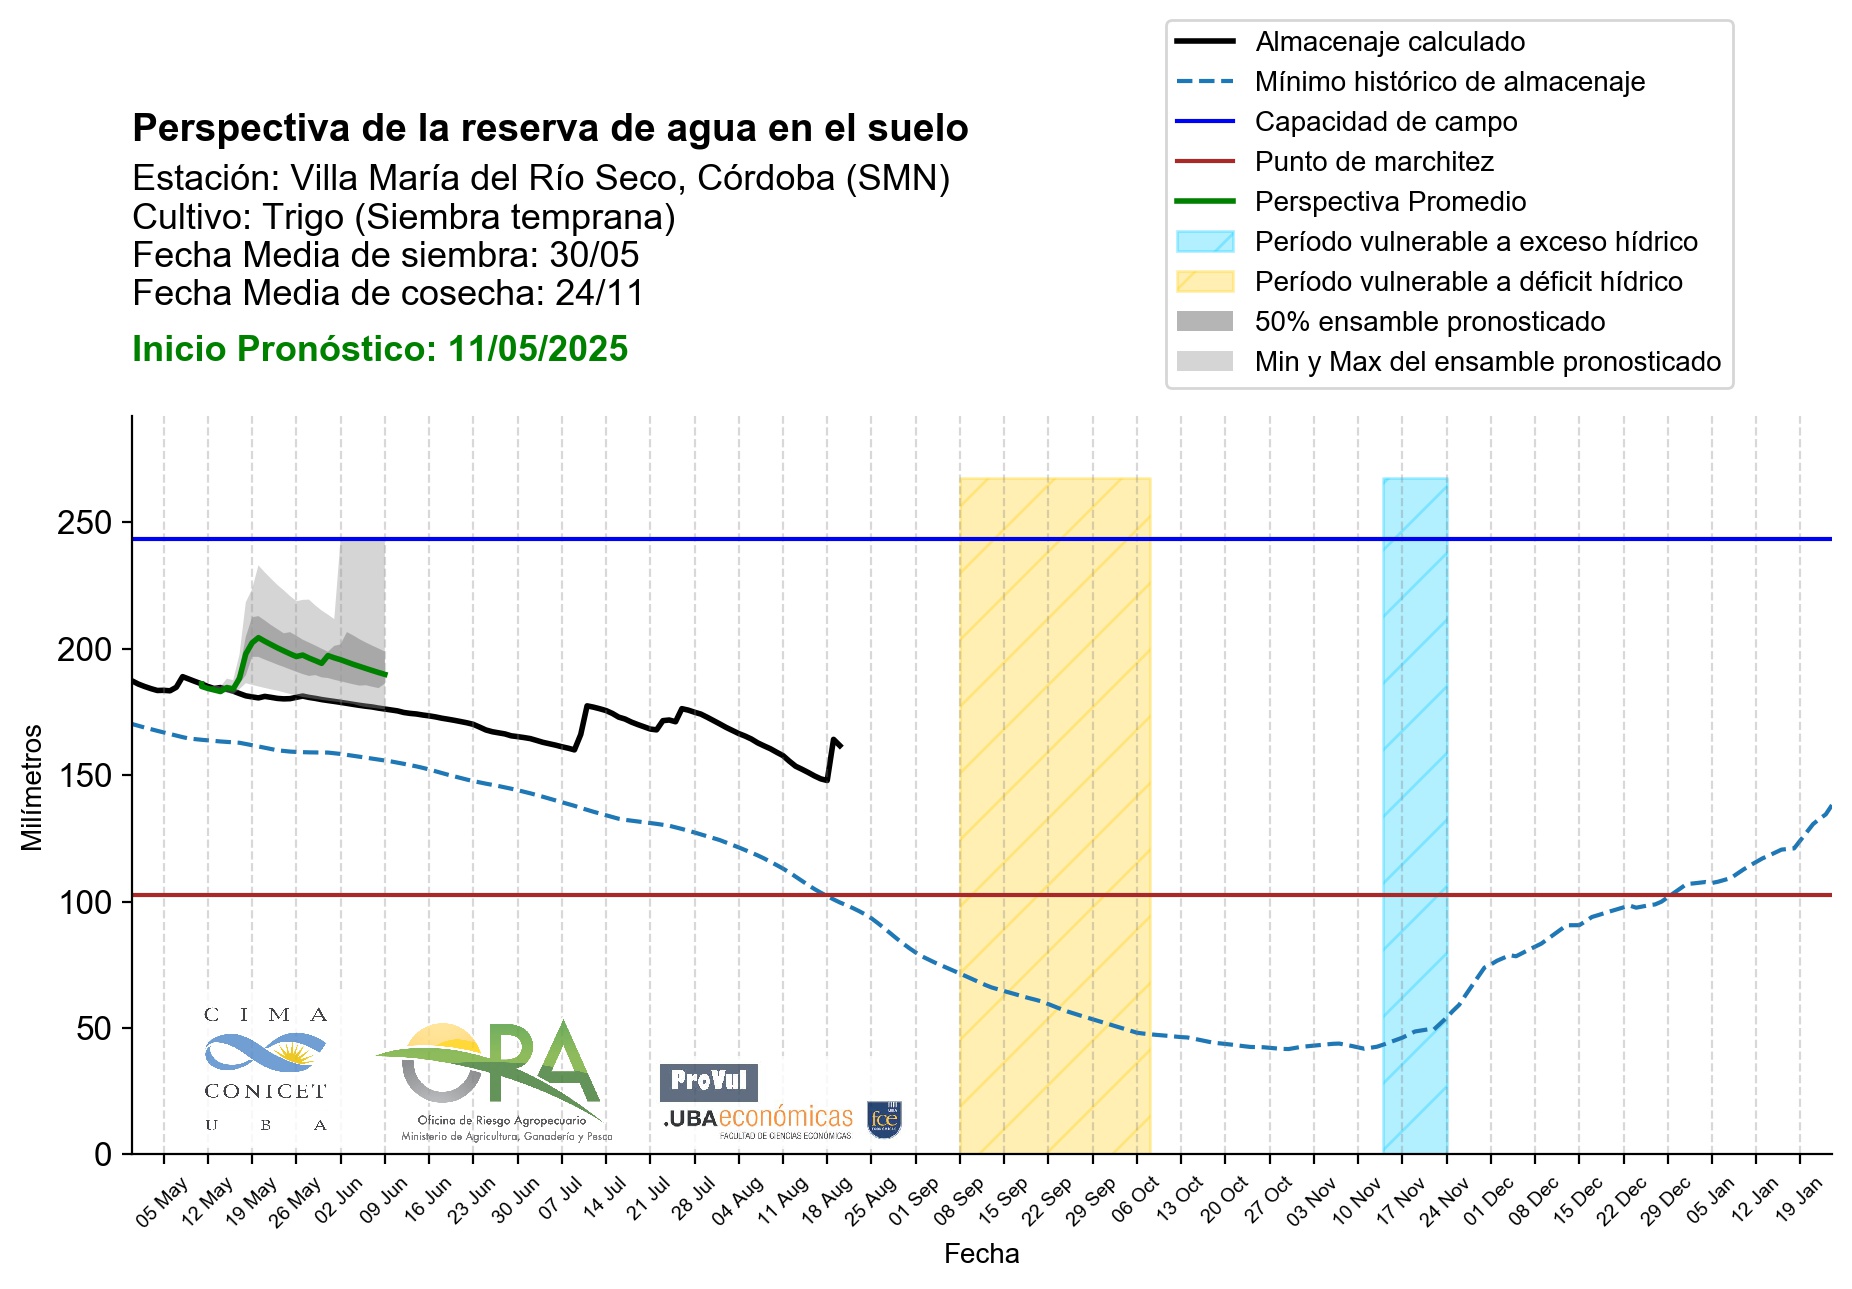 Almacenaje calculado
Mínimo histórico de almacenaje
Capacidad de campo
Punto de marchitez
Perspectiva Promedio
Período vulnerable a exceso hídrico
Período vulnerable a déficit hídrico
50% ensamble pronosticado
Min y Max del ensamble pronosticado
Perspectiva de la reserva de agua en el suelo
Estación: Villa María del Río Seco, Córdoba (SMN)
Cultivo: Trigo (Siembra temprana)
Fecha Media de siembra: 30/05
Fecha Media de cosecha: 24/11
Inicio Pronóstico: 11/05/2025
Milímetros
250
200
150
100
50
0
CIMA
CONICET
UBA
ORA
Oficina de Riesgo Agropecuario
Ministerio de Agricultura, Ganadería y Pesca
ProVul
.UBAeconómicas
FACULTAD DE CIENCIAS ECONÓMICAS
fce
05 May
12 May
19 May
26 May
02 Jun
09 Jun
16 Jun
23 Jun
30 Jun
07 Jul
14 Jul
21 Jul
28 Jul
04 Aug
11 Aug
18 Aug
25 Aug
01 Sep
08 Sep
15 Sep
22 Sep
29 Sep
06 Oct
13 Oct
20 Oct
27 Oct
03 Nov
10 Nov
17 Nov
24 Nov
01 Dec
08 Dec
15 Dec
22 Dec
29 Dec
05 Jan
12 Jan
19 Jan
Fecha